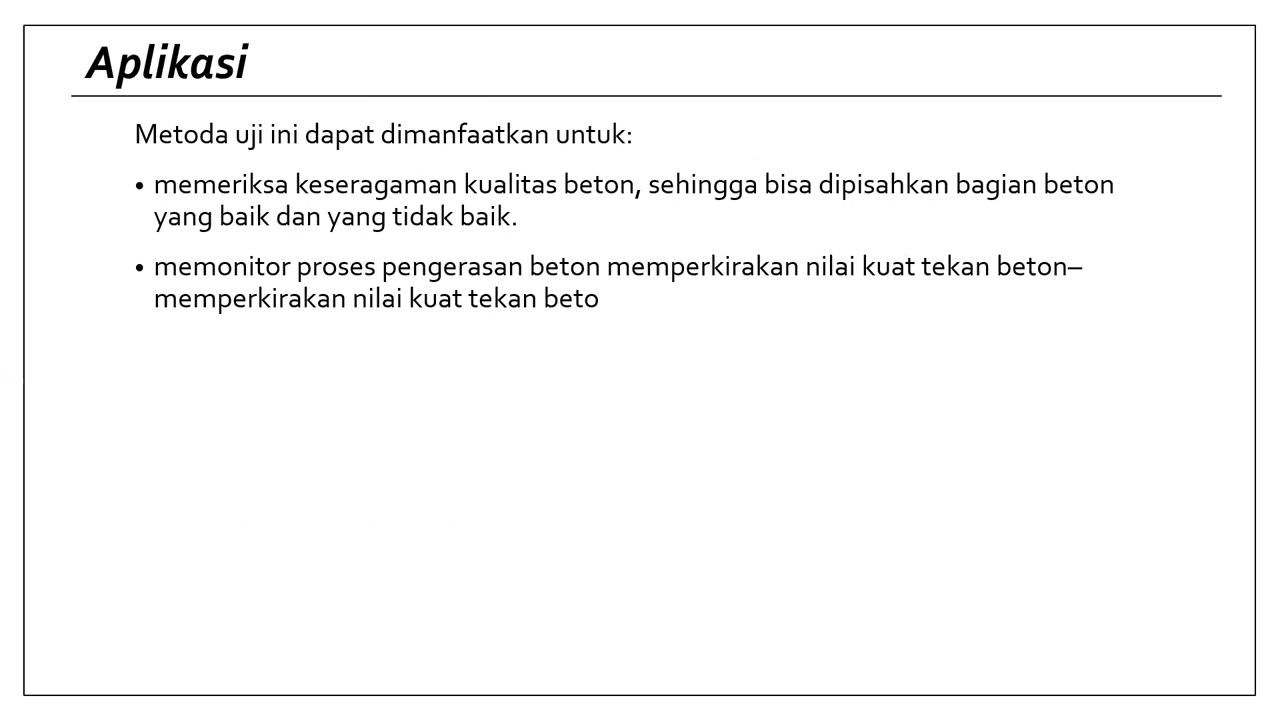 Aplikasi
Metoda uji ini dapat dimanfaatkan untuk:
• memeriksa keseragaman kualitas beton, sehingga bisa dipisahkan bagian beton
yang baik dan yang tidak baik.
• memonitor proses pengerasan beton memperkirakan nilai kuat tekan beton–
memperkirakan nilai kuat tekan beto